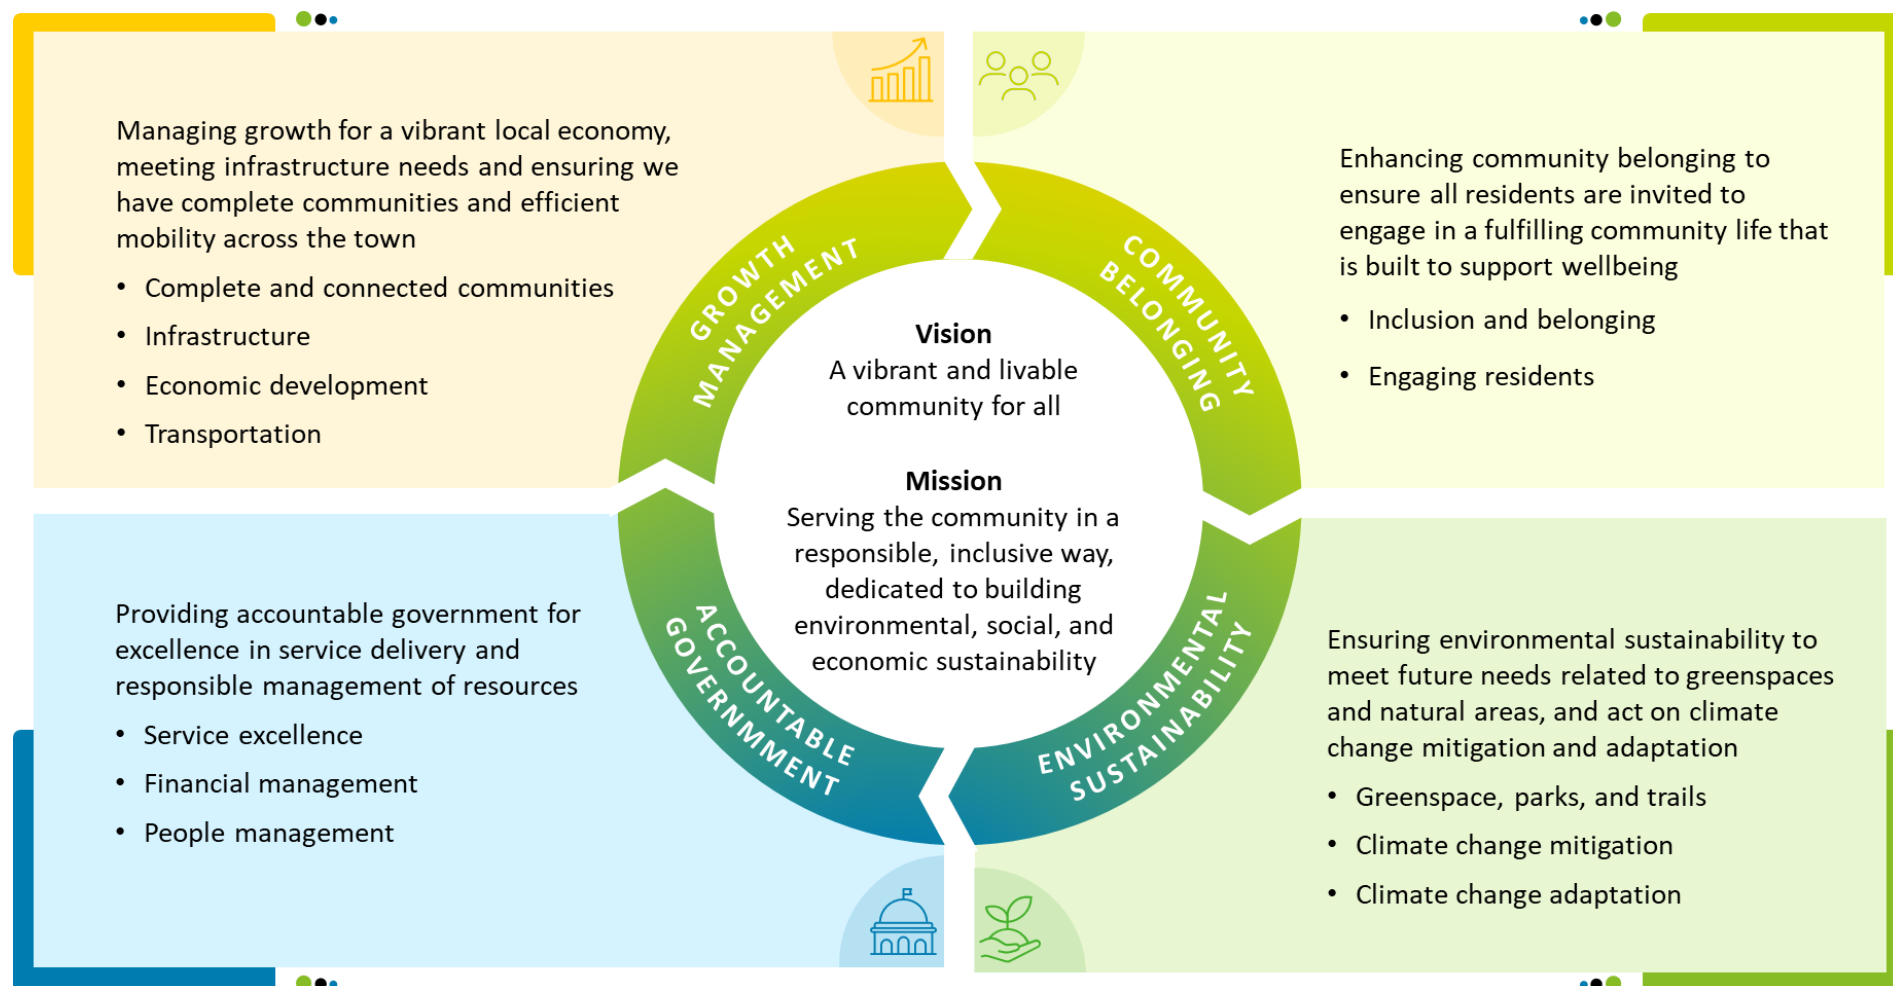 Managing growth for a vibrant local economy,
meeting infrastructure needs and ensuring we
have complete communities and efficient
mobility across the town
• Complete and connected communities
• Infrastructure
• Economic development
• Transportation
Enhancing community belonging to
ensure all residents are invited to
engage in a fulfilling community life that
is built to support wellbeing
• Inclusion and belonging
• Engaging residents
GROWTH
MANAGEMENT
COMMUNITY
BELONGING
Vision
A vibrant and livable
community for all
Mission
Serving the community in a
responsible, inclusive way,
dedicated to building
environmental, social, and
economic sustainability
ACCOUNTABLE
GOVERNMMENT
ENVIRONMENTAL
SUSTAINABILITY
Providing accountable government for
excellence in service delivery and
responsible management of resources
• Service excellence
• Financial management
• People management
Ensuring environmental sustainability to
meet future needs related to greenspaces
and natural areas, and act on climate
change mitigation and adaptation
• Greenspace, parks, and trails
• Climate change mitigation
• Climate change adaptation